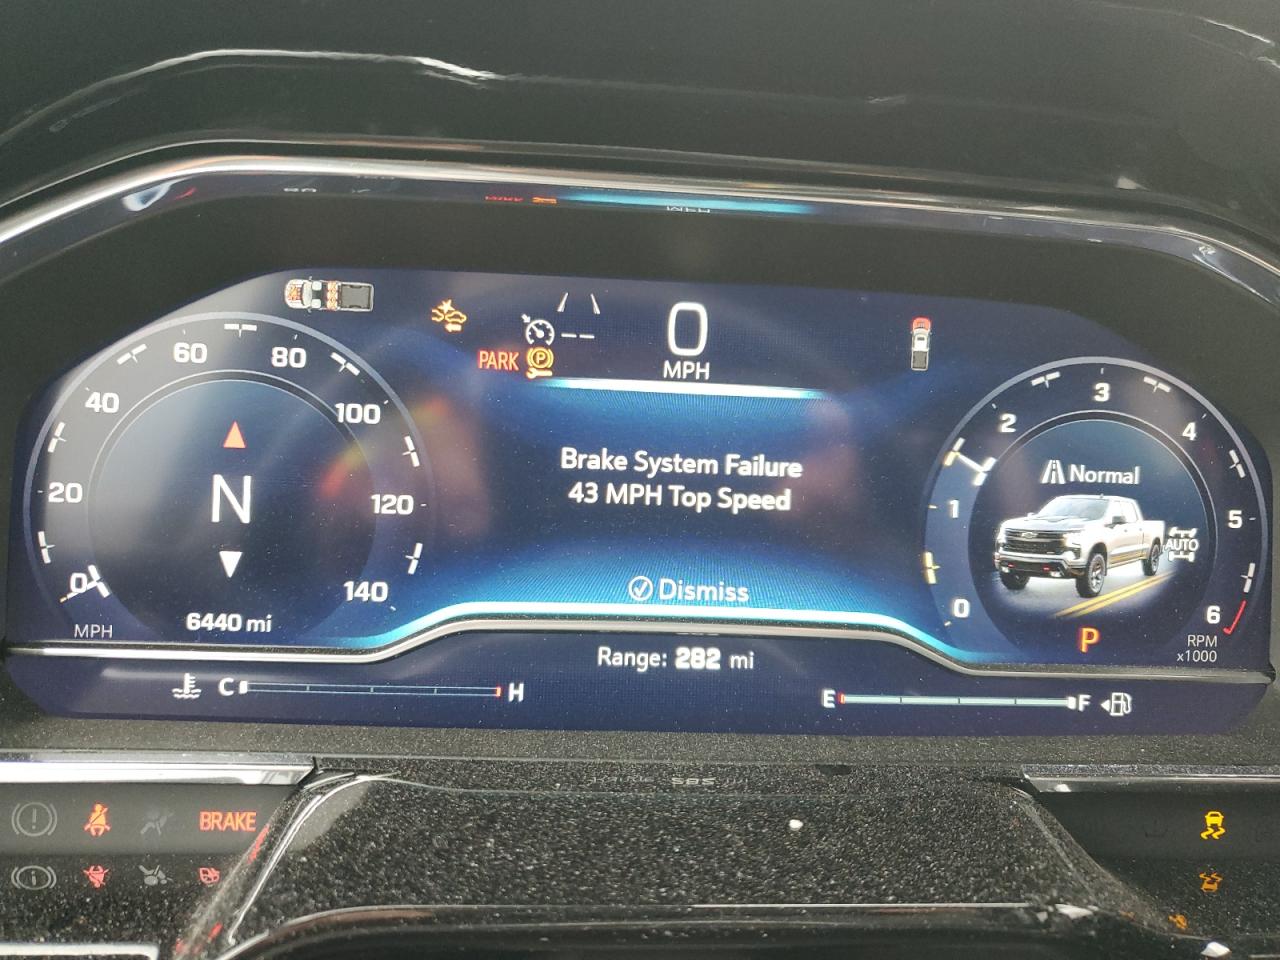 0
MPH
PARK
Brake System Failure
43 MPH Top Speed
Dismiss
0
20
40
60
80
100
120
140
MPH
N
6440 mi
0
1
2
3
4
5
6
RPM
x1000
Normal
AUTO
P
Range: 282 mi
C H
E F
BRAKE